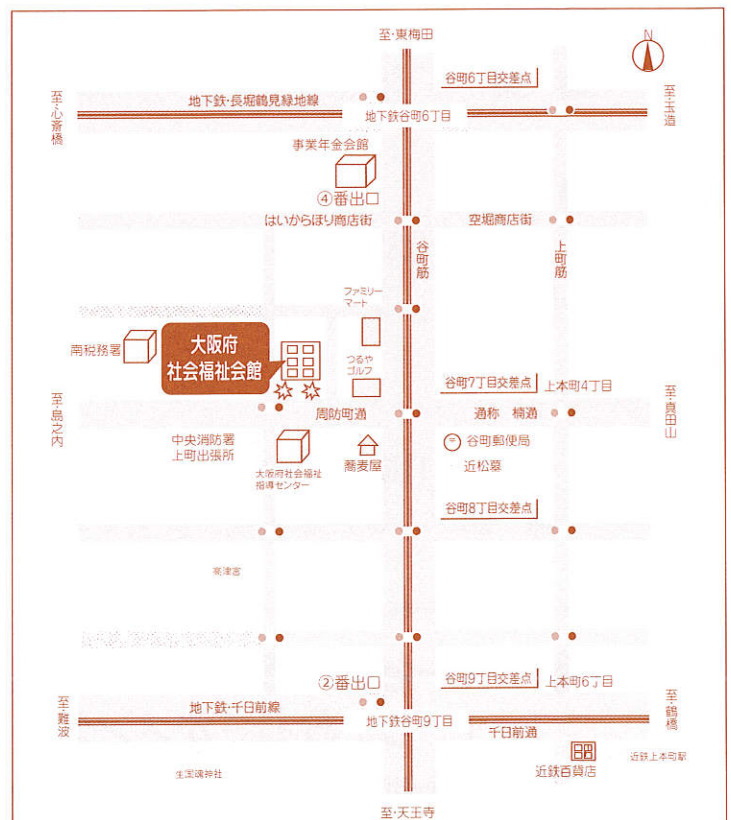 至・東梅田
N
谷町6丁目交差点
至・心斎橋
地下鉄・長堀鶴見緑地線
地下鉄谷町6丁目
至・玉造
事業年金会館
④番出口
はいからほり商店街
空堀商店街
谷町筋
上町筋
ファミリー
マート
南税務署
大阪府
社会福祉会館
つるや
ゴルフ
谷町7丁目交差点
上本町4丁目
至・島之内
周防町通
通称 楠通
至・真田山
中央消防署
上町出張所
大阪府社会福祉
指導センター
蕎麦屋
〒
谷町郵便局
近松墓
谷町8丁目交差点
高津宮
②番出口
谷町9丁目交差点
上本町6丁目
至・難波
地下鉄・千日前線
地下鉄谷町9丁目
千日前通
至・鶴橋
生国魂神社
近鉄百貨店
近鉄上本町駅
至・天王寺